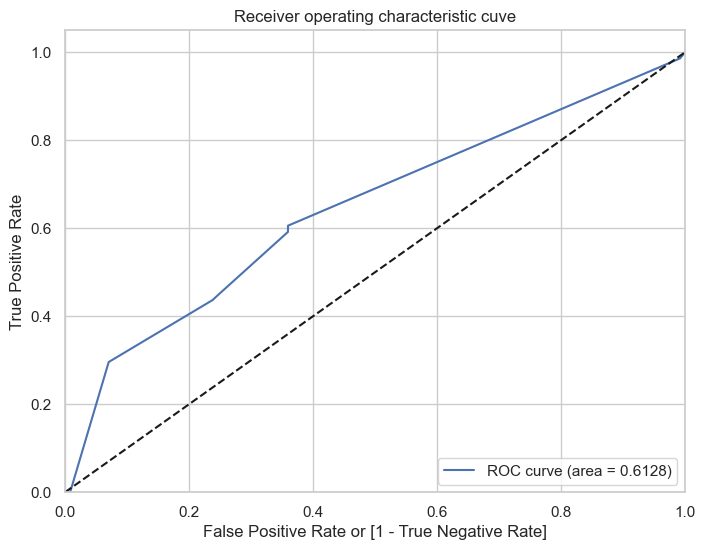 Receiver operating characteristic cuve
1.0
0.8
0.6
0.4
0.2
0.0
True Positive Rate
ROC curve (area = 0.6128)
0.0 0.2 0.4 0.6 0.8 1.0
False Positive Rate or [1 - True Negative Rate]